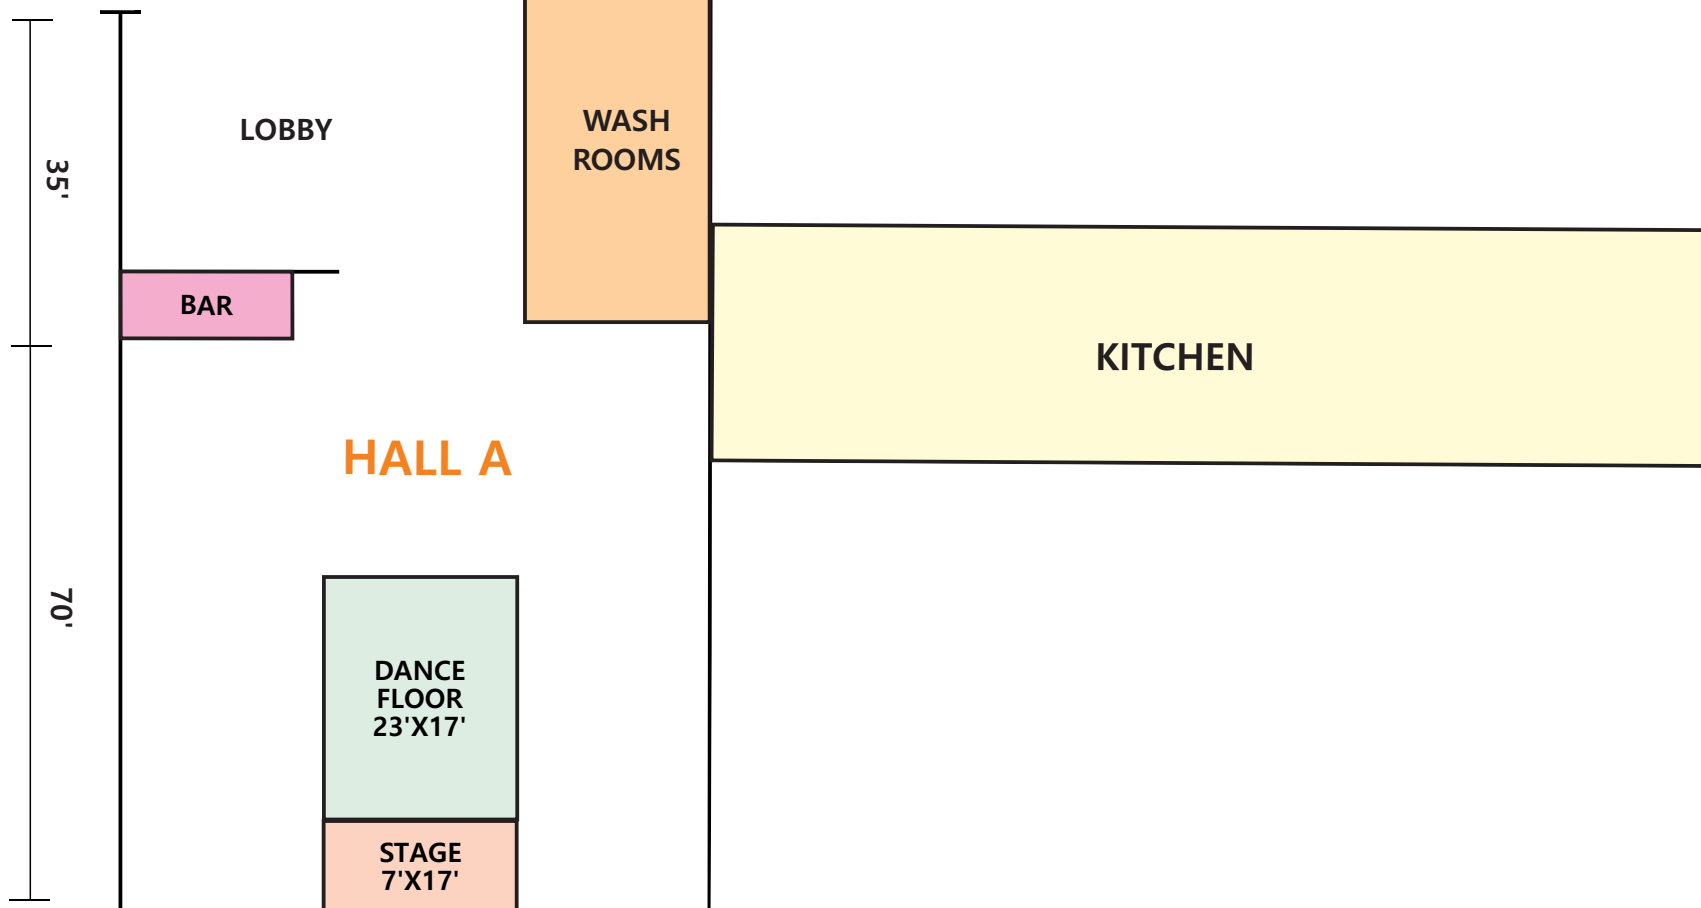 LOBBY
WASH
ROOMS
35'
BAR
KITCHEN
HALL A
70'
DANCE
FLOOR
23'X17'
STAGE
7'X17'